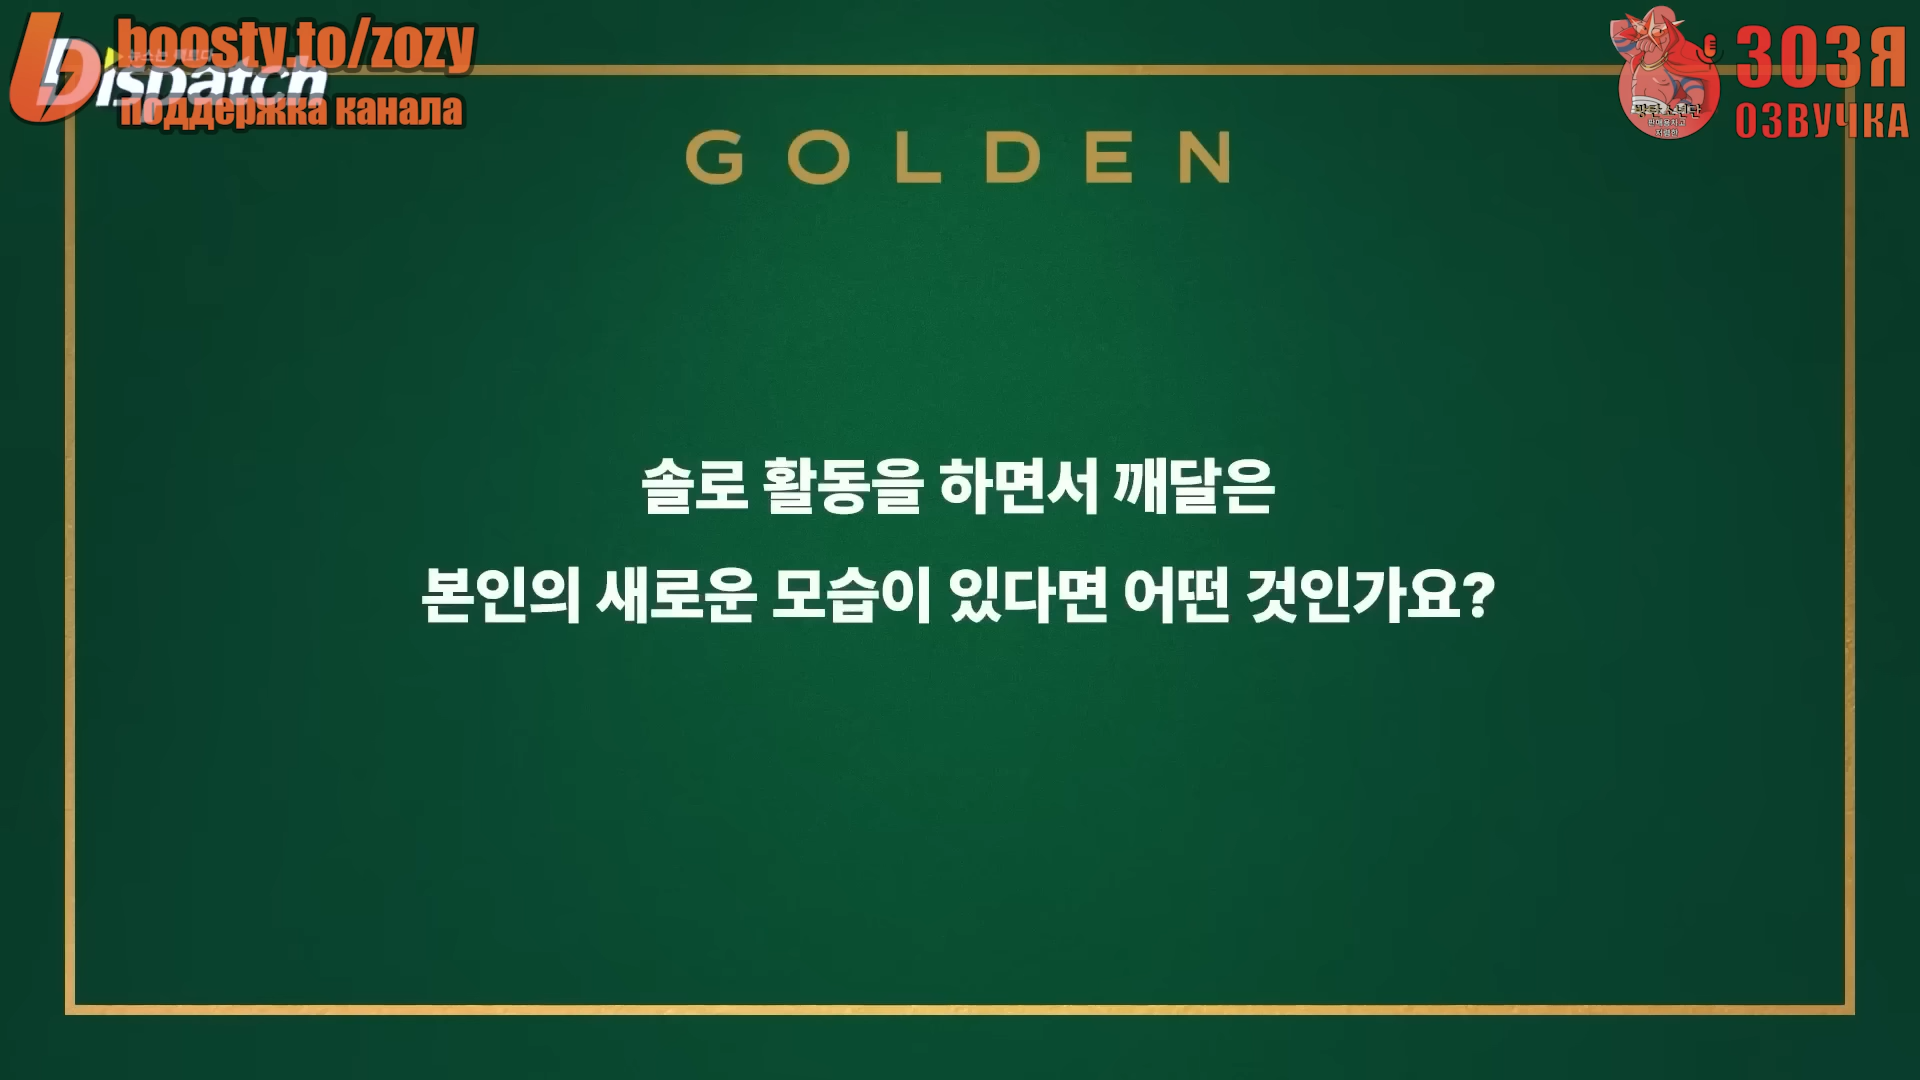 boosty.to/zozy
Dispatch
поддержка канала
ЗОЗЯ
ОЗВУЧКА
GOLDEN
솔로 활동을 하면서 깨달은
본인의 새로운 모습이 있다면 어떤 것인가요?